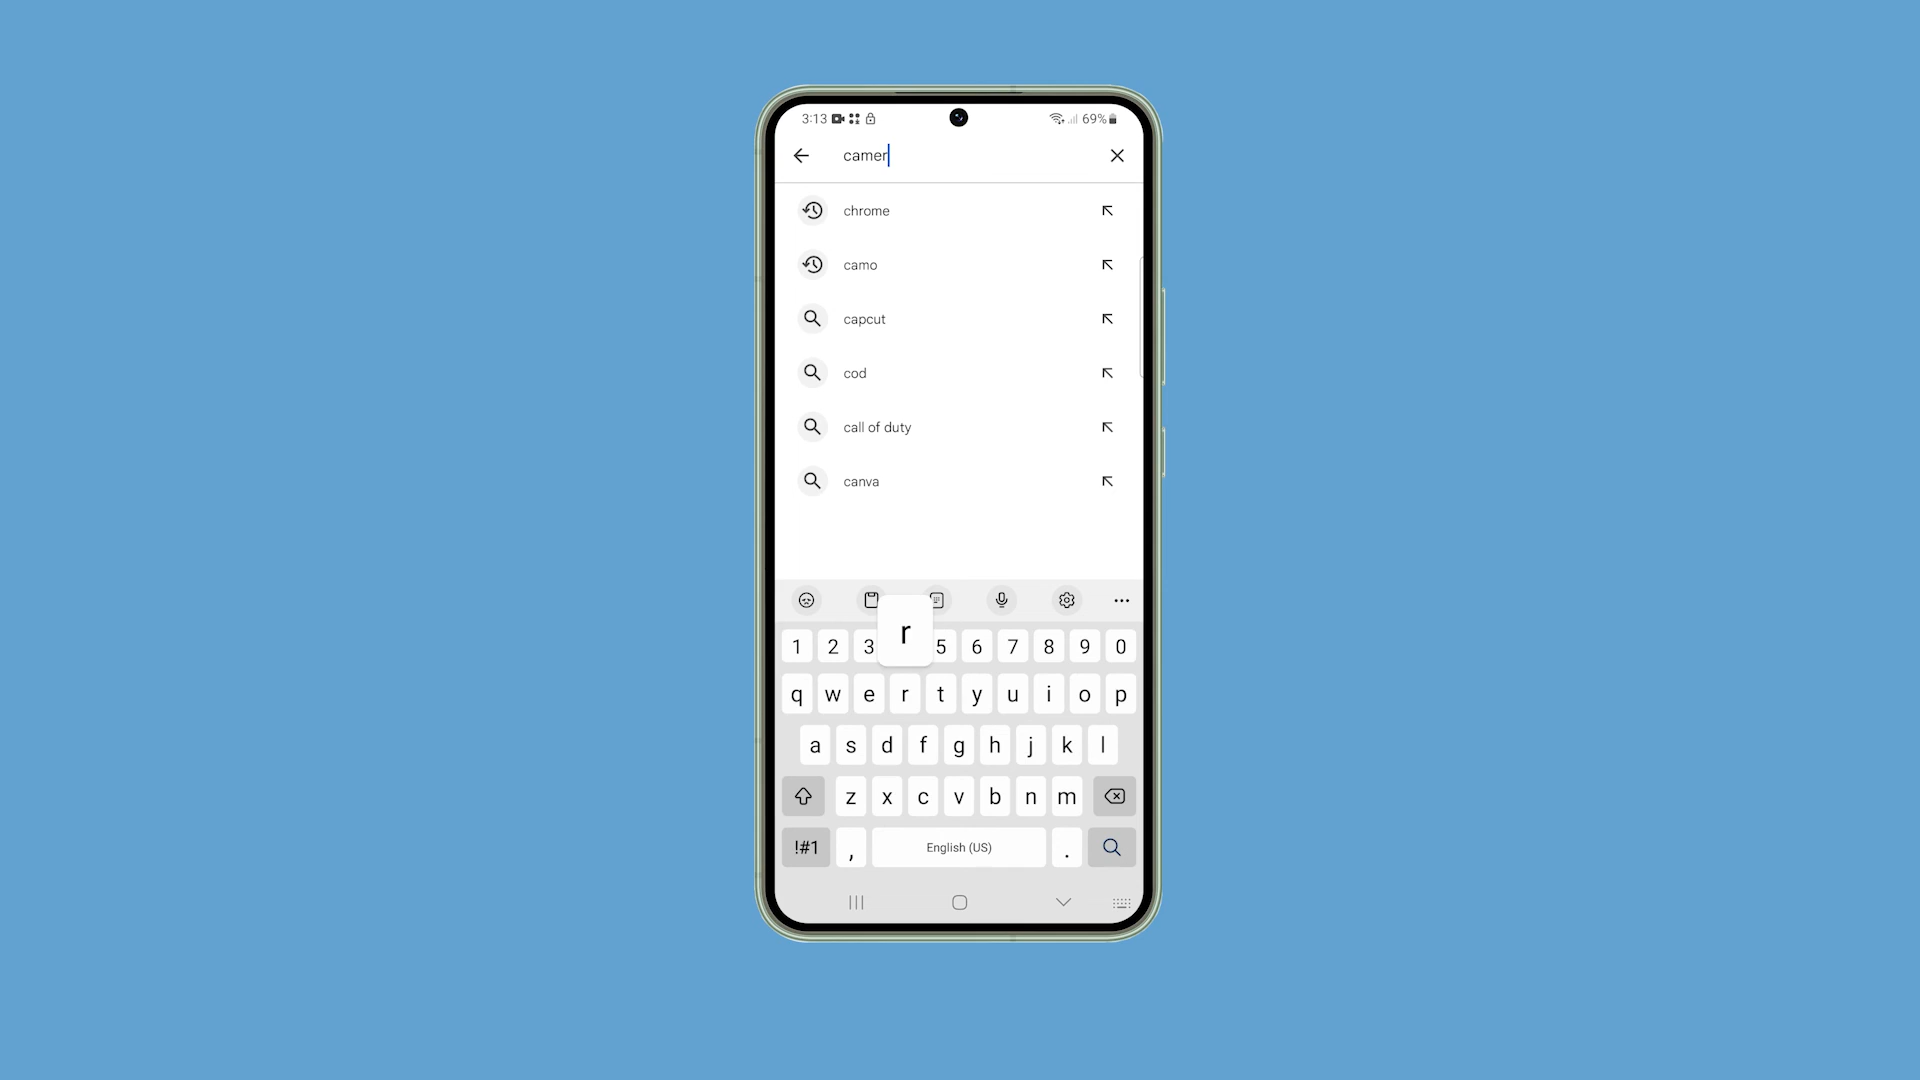 3:13 69%
camer
chrome
camo
capcut
cod
call of duty
canva
r
1 2 3 5 6 7 8 9 0
q w e r t y u i o p
a s d f g h j k l
z x c v b n m
!#1 , English (US) .